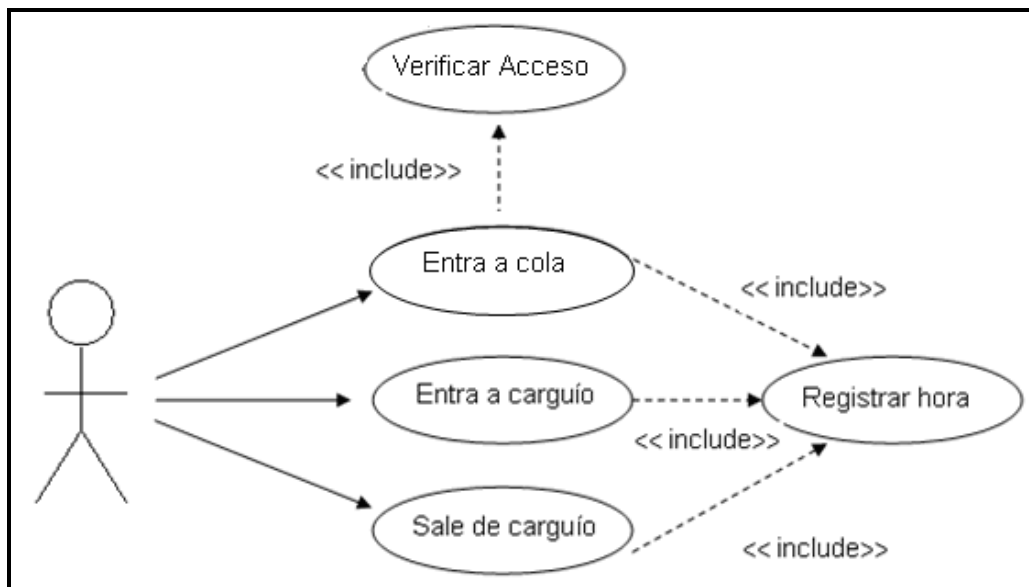 Verificar Acceso
<< include>>
Entra a cola
<< include>>
Entra a carguío
Registrar hora
<< include>>
Sale de carguío
<< include>>